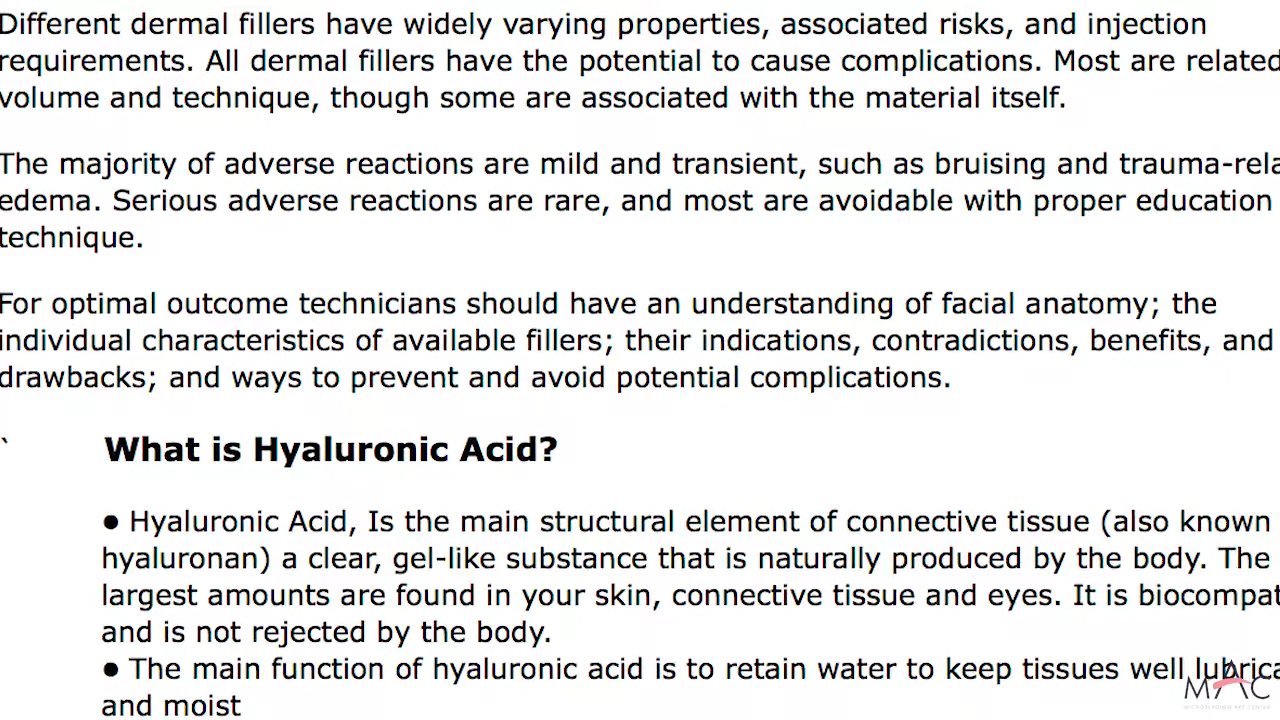 Different dermal fillers have widely varying properties, associated risks, and injection
requirements. All dermal fillers have the potential to cause complications. Most are related
volume and technique, though some are associated with the material itself.
The majority of adverse reactions are mild and transient, such as bruising and trauma-rela
edema. Serious adverse reactions are rare, and most are avoidable with proper education
technique.
For optimal outcome technicians should have an understanding of facial anatomy; the
individual characteristics of available fillers; their indications, contradictions, benefits, and
drawbacks; and ways to prevent and avoid potential complications.
` What is Hyaluronic Acid?
● Hyaluronic Acid, Is the main structural element of connective tissue (also known
hyaluronan) a clear, gel-like substance that is naturally produced by the body. The
largest amounts are found in your skin, connective tissue and eyes. It is biocompat
and is not rejected by the body.
● The main function of hyaluronic acid is to retain water to keep tissues well lubrica
and moist
MAC